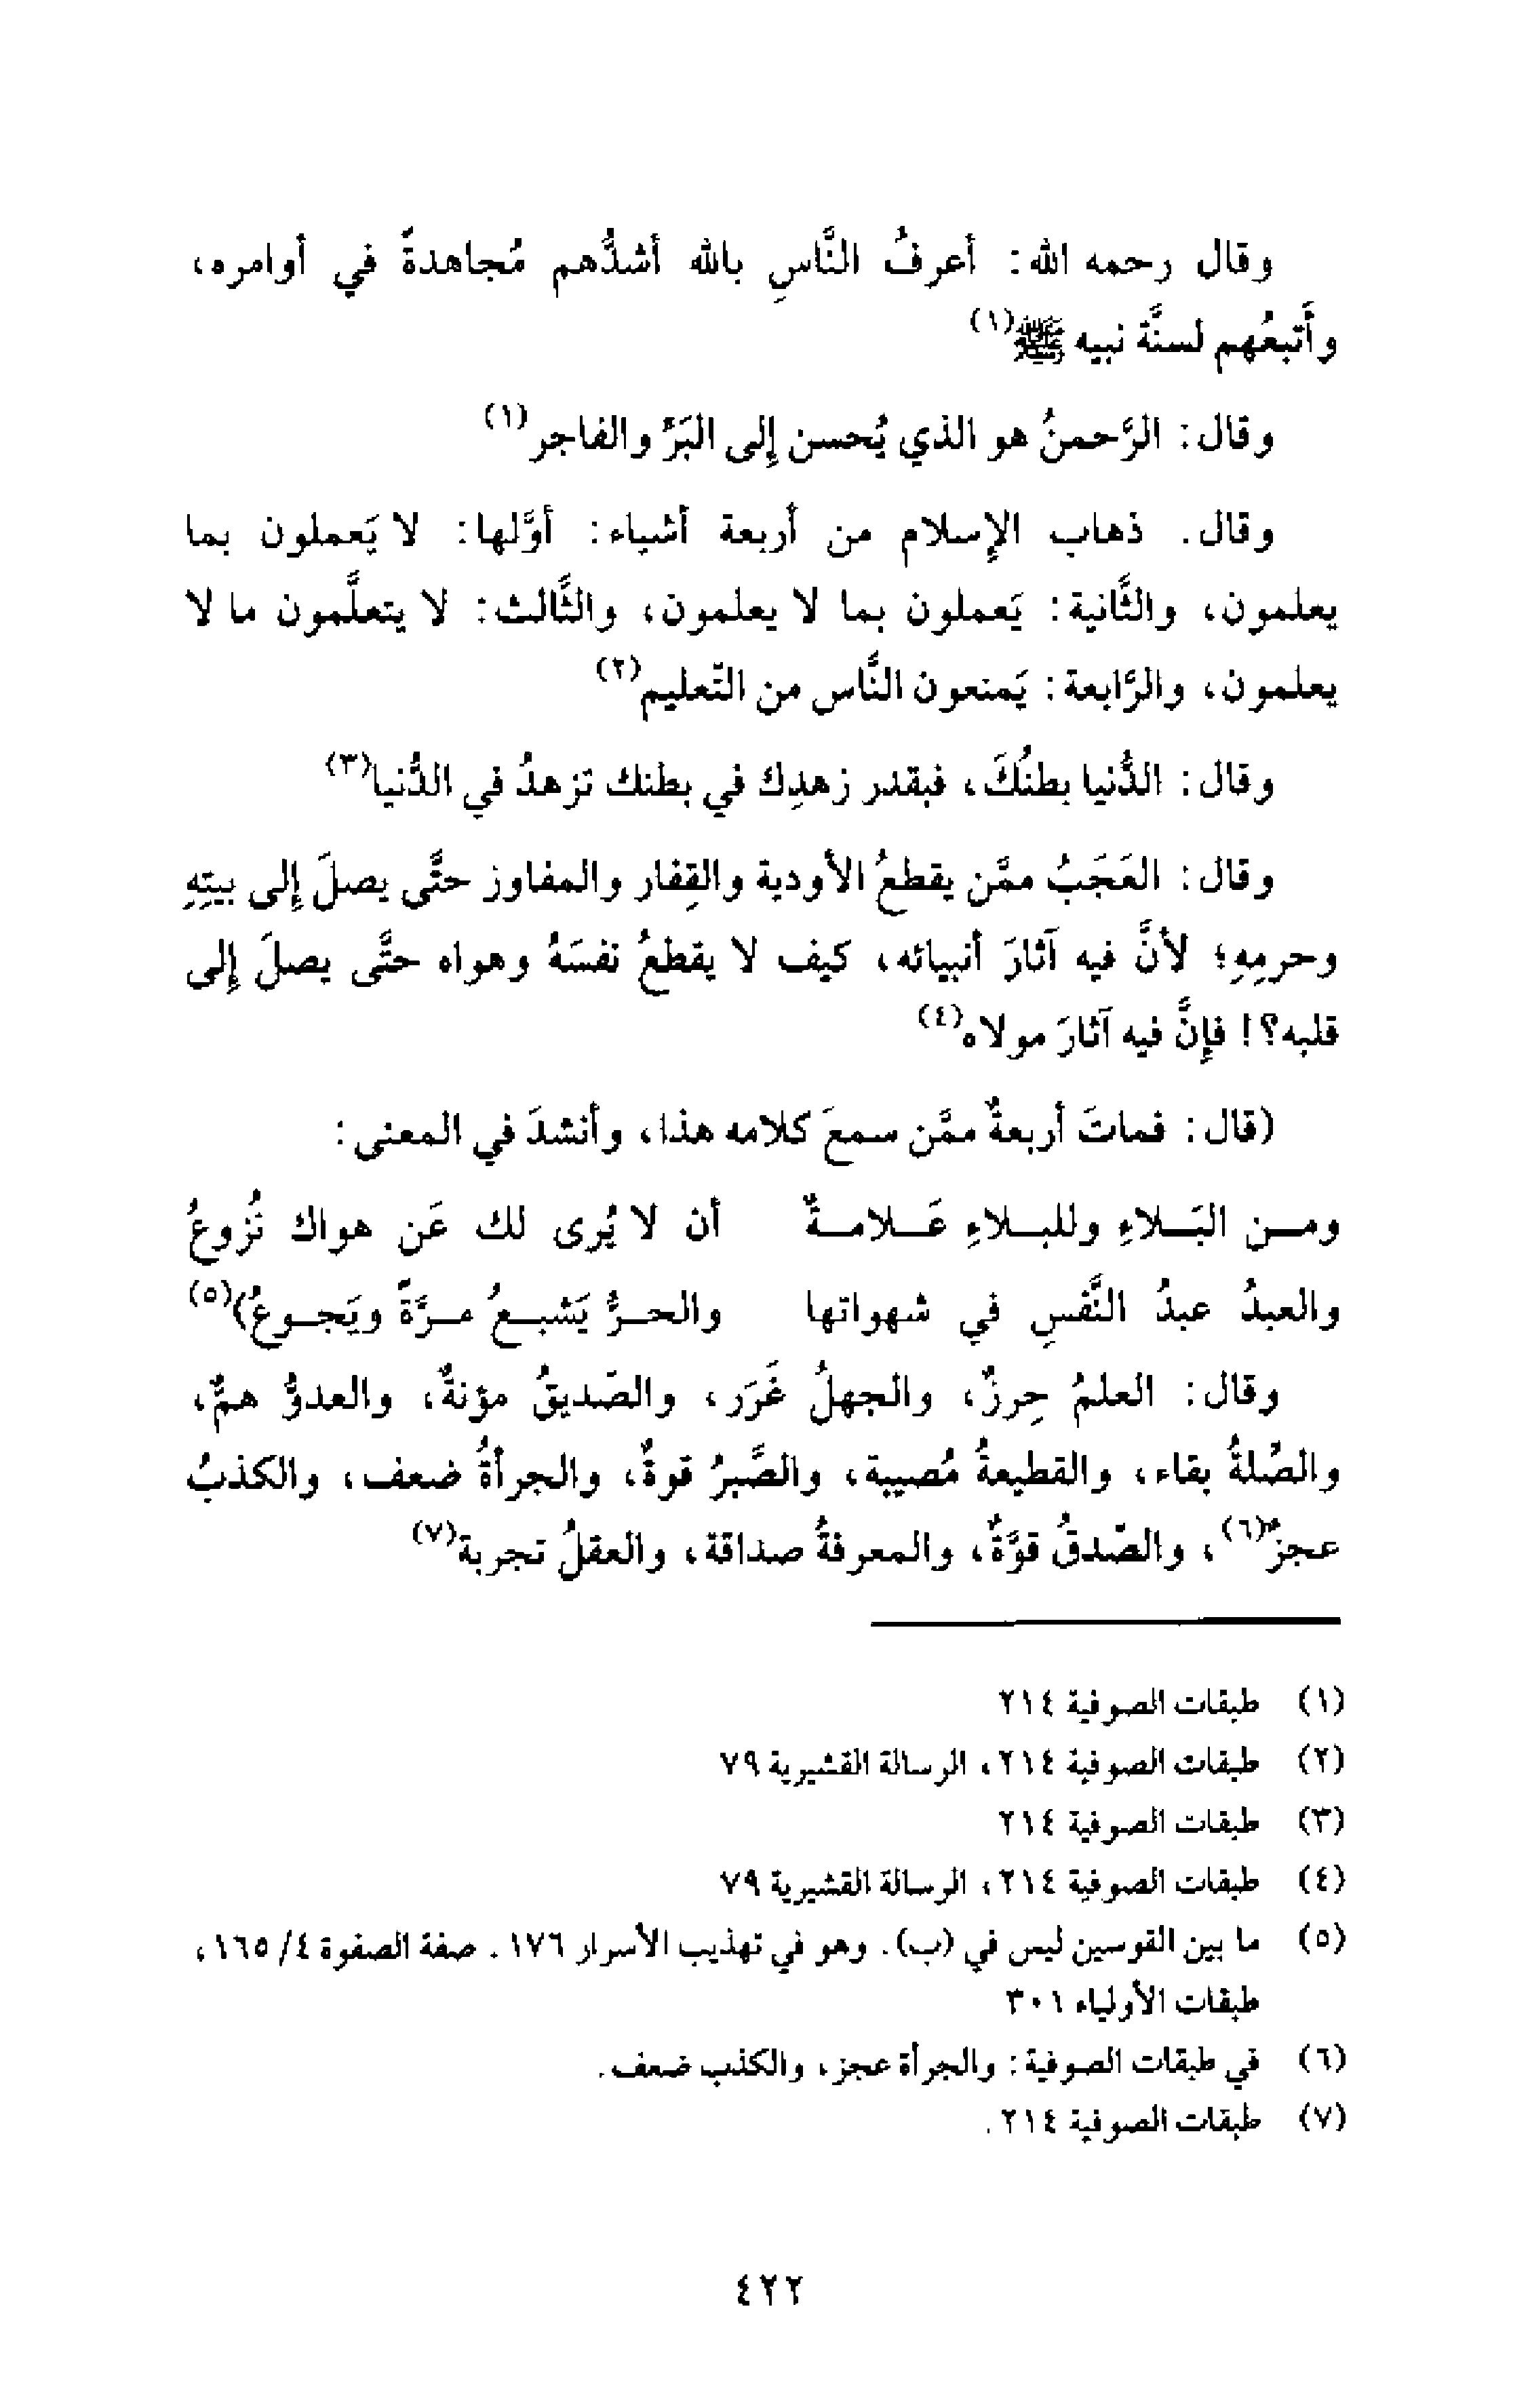 وقال رحمه الله: أعرفُ النَّاسِ بالله أشدُّهم مُجاهدةً في أوامره،
وأَتبعُهم لسنَّة نبيه ﷺ(١)
وقال: الرَّحمنُ هو الذي يُحسن إلى البَرِّ والفاجر(١)
وقال. ذهاب الإسلام من أربعة أشياء: أوَّلها: لا يَعملون بما
يعلمون، والثَّانية: يَعملون بما لا يعلمون، والثَّالث: لا يتعلَّمون ما لا
يعلمون، والرَّابعة: يَمنعون النَّاس من التّعليم(٢)
وقال: الدُّنيا بطنُكَ، فبقدر زهدِك في بطنك تزهدُ في الدُّنيا(٣)
وقال: العَجَبُ ممَّن يقطعُ الأودية والقِفار والمفاوز حتَّى يصلَ إلى بيتِهِ
وحرمِهِ؛ لأنَّ فيه آثارَ أنبيائه، كيف لا يقطعُ نفسَهُ وهواه حتَّى يصلَ إلى
قلبه؟! فإنَّ فيه آثارَ مولاه(٤)
(قال: فماتَ أربعةٌ ممَّن سمعَ كلامه هذا، وأنشدَ في المعنى:
ومـن البَـلاءِ وللبـلاءِ عَـلامـةٌ أن لا يُرى لك عَن هواك نُزوعُ
والعبدُ عبدُ النَّفسِ في شهواتها والحـرُّ يَشبـعُ مـرَّةً ويَجـوعُ)(٥)
وقال: العلمُ حِرزٌ، والجهلُ غَرَر، والصّديقُ مؤنةٌ، والعدوُّ همٌّ،
والصِّلةُ بقاء، والقطيعةُ مُصيبة، والصَّبرُ قوةٌ، والجرأةُ ضعف، والكذبُ
عجزٌ(٦)، والصّدقُ قوَّةٌ، والمعرفةُ صداقة، والعقلُ تجربة(٧)
(١) طبقات الصوفية ٢١٤
(٢) طبقات الصوفية ٢١٤، الرسالة القشيرية ٧٩
(٣) طبقات الصوفية ٢١٤
(٤) طبقات الصوفية ٢١٤، الرسالة القشيرية ٧٩
(٥) ما بين القوسين ليس في (ب). وهو في تهذيب الأسرار ١٧٦. صفة الصفوة ٤/ ١٦٥،
طبقات الأولياء ٣٠١
(٦) في طبقات الصوفية: والجرأة عجز، والكذب ضعف.
(٧) طبقات الصوفية ٢١٤.
٤٢٢